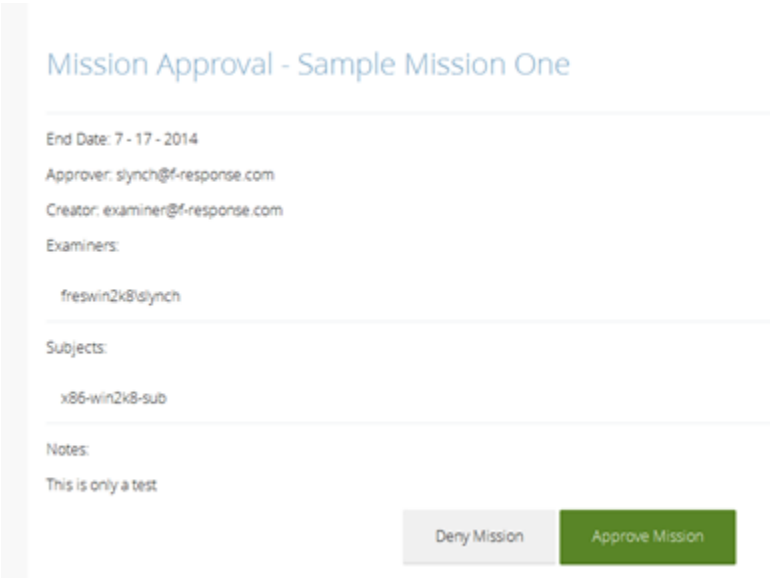 Mission Approval - Sample Mission One
End Date: 7 - 17 - 2014
Approver: slynch@f-response.com
Creator: examiner@f-response.com
Examiners:
freswin2k8\slynch
Subjects:
x86-win2k8-sub
Notes:
This is only a test
Deny Mission
Approve Mission